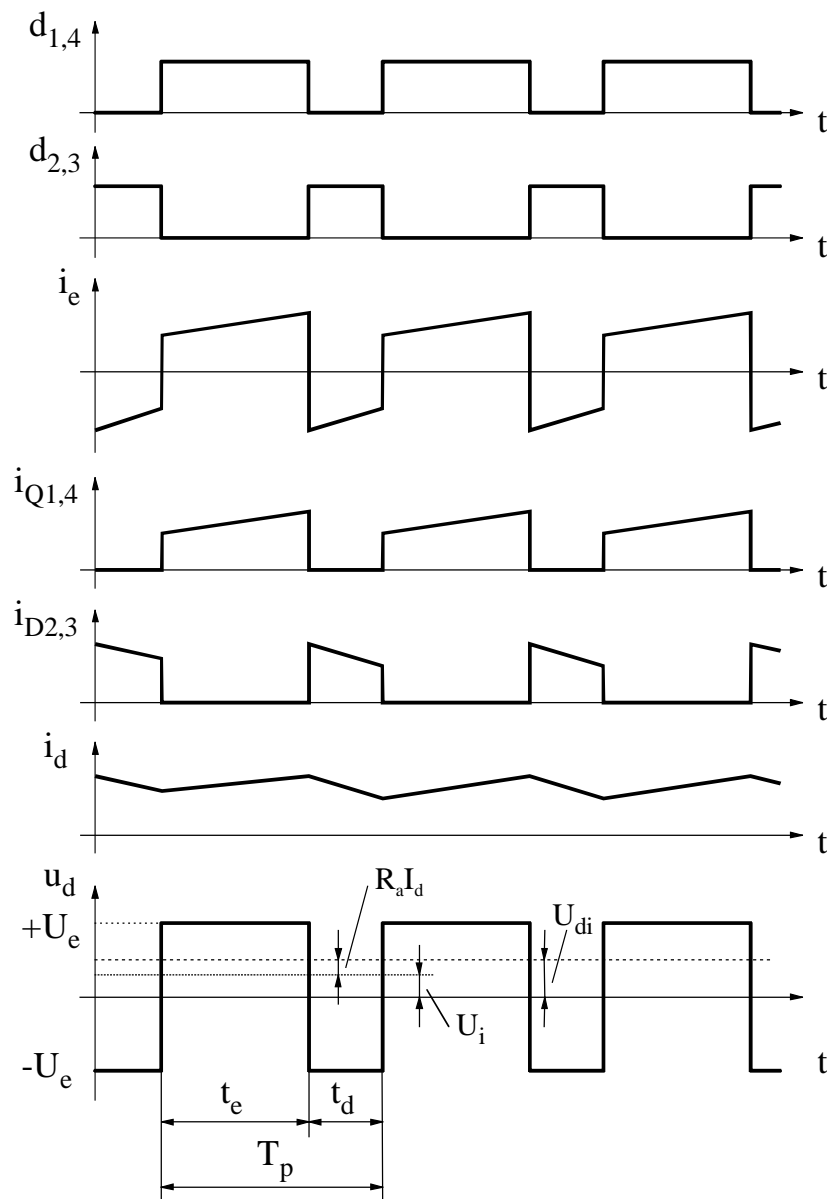 d1,4
t
d2,3
t
ie
t
iQ1,4
t
iD2,3
t
id
t
ud
RaId
+Ue
Udi
Ui
-Ue
t
te
td
Tp